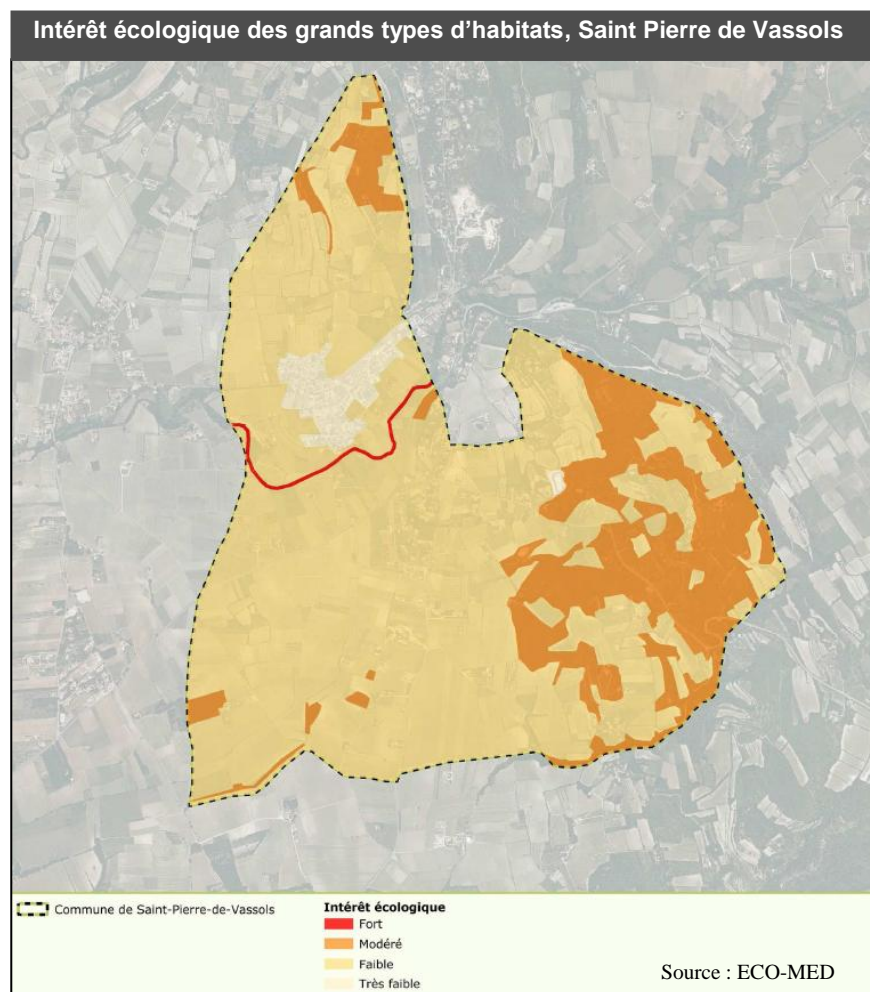 Intérêt écologique des grands types d'habitats, Saint Pierre de Vassols
Commune de Saint-Pierre-de-Vassols
Intérêt écologique
Fort
Modéré
Faible
Très faible
Source : ECO-MED